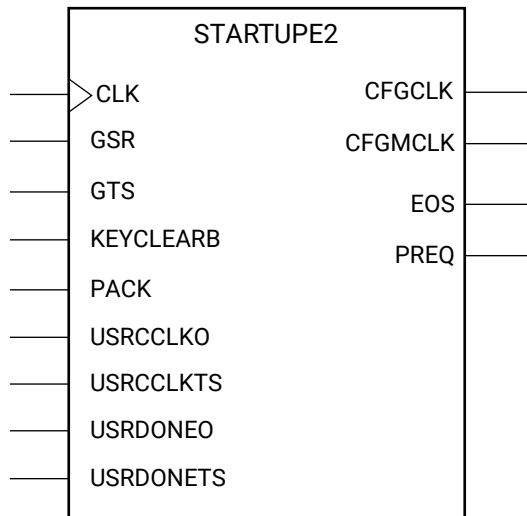 STARTUPE2
CLK
GSR
GTS
KEYCLEARB
PACK
USRCCLKO
USRCCLKTS
USRDONEO
USRDONETS
CFGCLK
CFGMCLK
EOS
PREQ